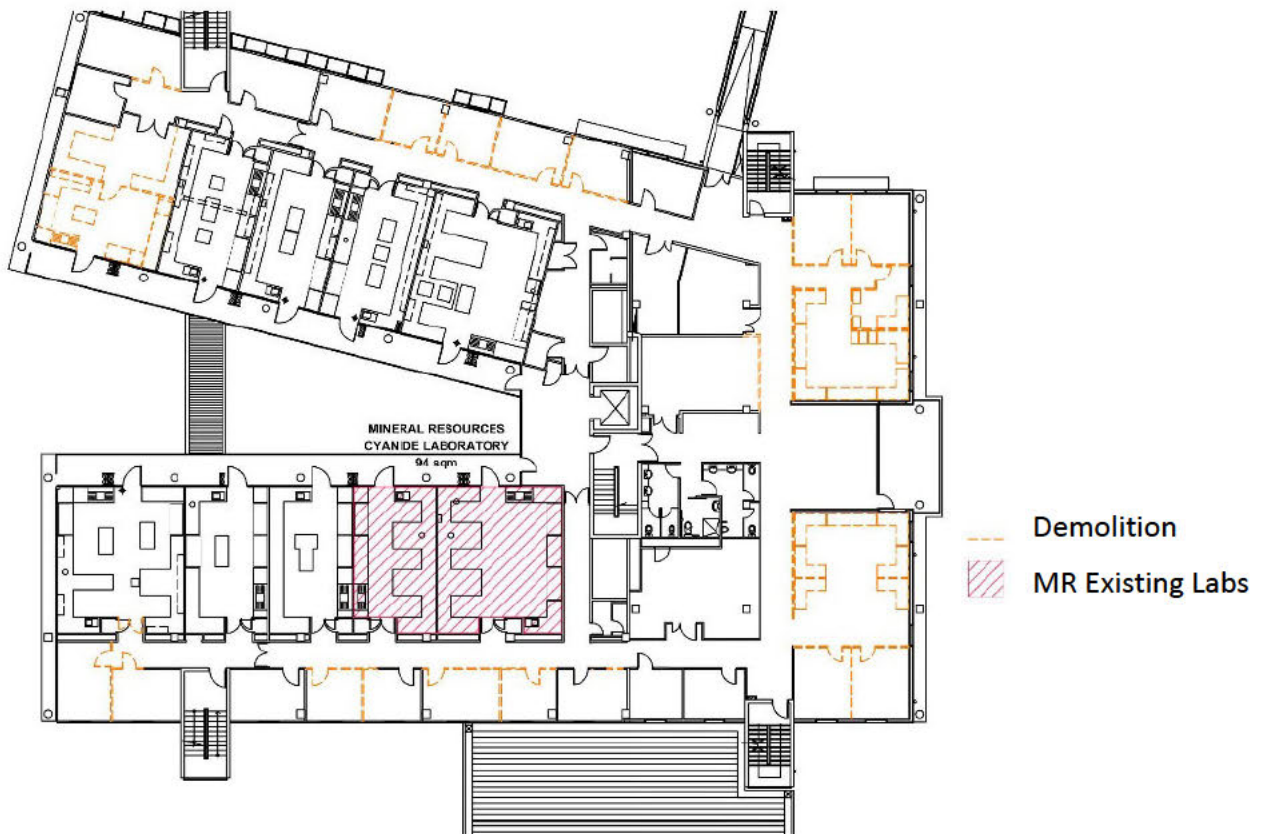 MINERAL RESOURCES
CYANIDE LABORATORY
94 sqm
Demolition
MR Existing Labs